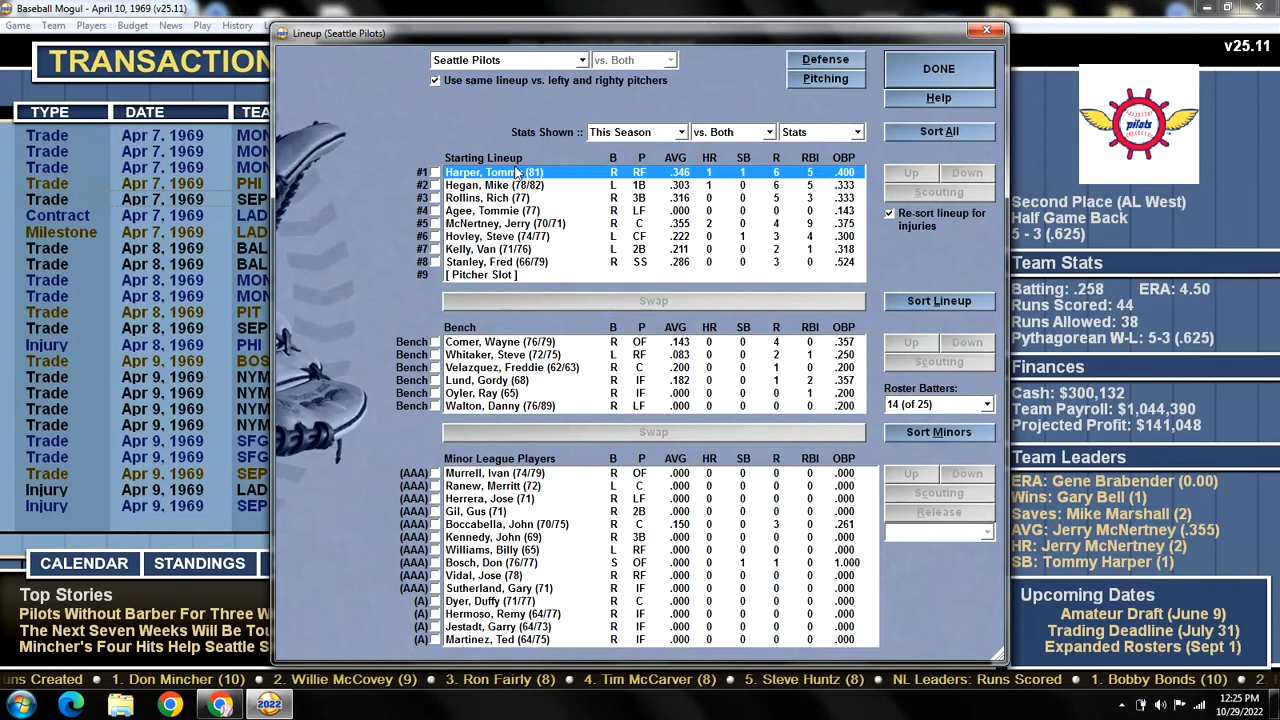 Baseball Mogul - April 10, 1969 (v25.11)
Game Team Players Budget News Play History
v25.11
TRANSACTION
TYPE DATE TEA
Trade Apr 7, 1969 MON
Trade Apr 7, 1969 MON
Trade Apr 7, 1969 MON
Trade Apr 7, 1969 PHI
Trade Apr 7, 1969 SEP
Contract Apr 7, 1969 LAD
Milestone Apr 7, 1969 LAD
Trade Apr 8, 1969 BAL
Trade Apr 8, 1969 BAL
Trade Apr 8, 1969 BAL
Trade Apr 8, 1969 PIT
Trade Apr 8, 1969 SEP
Injury Apr 8, 1969 PHI
Trade Apr 9, 1969 BOS
Trade Apr 9, 1969 NYM
Trade Apr 9, 1969 NYM
Trade Apr 9, 1969 NYM
Trade Apr 9, 1969 SFG
Trade Apr 9, 1969 SFG
Trade Apr 9, 1969 SEP
Injury Apr 9, 1969 LAD
Injury Apr 9, 1969 SEP
CALENDAR STANDINGS
Top Stories
Pilots Without Barber For Three W
The Next Seven Weeks Will Be Tou
Mincher's Four Hits Help Seattle S
Lineup (Seattle Pilots)
Seattle Pilots vs. Both
Use same lineup vs. lefty and righty pitchers
Defense
Pitching
DONE
Help
Stats Shown :: This Season vs. Both Stats
Sort All
Starting Lineup B P AVG HR SB R RBI OBP
#1 Harper, Tommy (81) R RF .346 1 1 6 5 .400
#2 Hegan, Mike (78/82) L 1B .303 1 0 6 5 .333
#3 Rollins, Rich (77) R 3B .316 0 0 5 3 .333
#4 Agee, Tommie (77) R LF .000 0 0 0 0 .143
#5 McNertney, Jerry (70/71) R C .355 2 0 4 9 .375
#6 Hovley, Steve (74/77) L CF .222 0 1 3 4 .300
#7 Kelly, Van (71/76) L 2B .211 0 0 2 1 .318
#8 Stanley, Fred (66/79) R SS .286 0 0 3 0 .524
#9 [ Pitcher Slot ]
Up Down
Scouting
Re-sort lineup for
injuries
Swap
Sort Lineup
Bench B P AVG HR SB R RBI OBP
Bench Comer, Wayne (76/79) R OF .143 0 0 4 0 .357
Bench Whitaker, Steve (72/75) L RF .083 0 0 2 1 .250
Bench Velazquez, Freddie (62/63) R C .200 0 0 1 0 .200
Bench Lund, Gordy (68) R IF .182 0 0 1 2 .357
Bench Oyler, Ray (65) R IF .000 0 0 0 1 .200
Bench Walton, Danny (76/89) R LF .000 0 0 0 0 .200
Up Down
Scouting
Roster Batters:
14 (of 25)
Swap
Sort Minors
Minor League Players B P AVG HR SB R RBI OBP
(AAA) Murrell, Ivan (74/79) R OF .000 0 0 0 0 .000
(AAA) Ranew, Merritt (72) L C .000 0 0 0 0 .000
(AAA) Herrera, Jose (71) R LF .000 0 0 0 0 .000
(AAA) Gil, Gus (71) R 2B .000 0 0 0 0 .000
(AAA) Boccabella, John (70/75) R C .150 0 0 3 0 .261
(AAA) Kennedy, John (69) R 3B .000 0 0 0 0 .000
(AAA) Williams, Billy (65) L RF .000 0 0 0 0 .000
(AAA) Bosch, Don (76/77) S OF .000 0 1 1 0 1.000
(AAA) Vidal, Jose (78) R RF .000 0 0 0 0 .000
(AAA) Sutherland, Gary (71) R IF .000 0 0 0 0 .000
(A) Dyer, Duffy (71/77) R C .000 0 0 0 0 .000
(A) Hermoso, Remy (64/77) R IF .000 0 0 0 0 .000
(A) Jestadt, Garry (64/73) R IF .000 0 0 0 0 .000
(A) Martinez, Ted (64/75) R IF .000 0 0 0 0 .000
Up Down
Scouting
Release
pilots
Second Place (AL West)
Half Game Back
5 - 3 (.625)
Team Stats
Batting: .258 ERA: 4.50
Runs Scored: 44
Runs Allowed: 38
Pythagorean W-L: 5-3 (.625)
Finances
Cash: $300,132
Team Payroll: $1,044,390
Projected Profit: $141,048
Team Leaders
ERA: Gene Brabender (0.00)
Wins: Gary Bell (1)
Saves: Mike Marshall (2)
AVG: Jerry McNertney (.355)
HR: Jerry McNertney (2)
SB: Tommy Harper (1)
Upcoming Dates
Amateur Draft (June 9)
Trading Deadline (July 31)
Expanded Rosters (Sept 1)
uns Created 1. Don Mincher (10) 2. Willie McCovey (9) 3. Ron Fairly (8) 4. Tim McCarver (8) 5. Steve Huntz (8) NL Leaders: Runs Scored 1. Bobby Bonds (10) 2.
2022
12:25 PM
10/29/2022